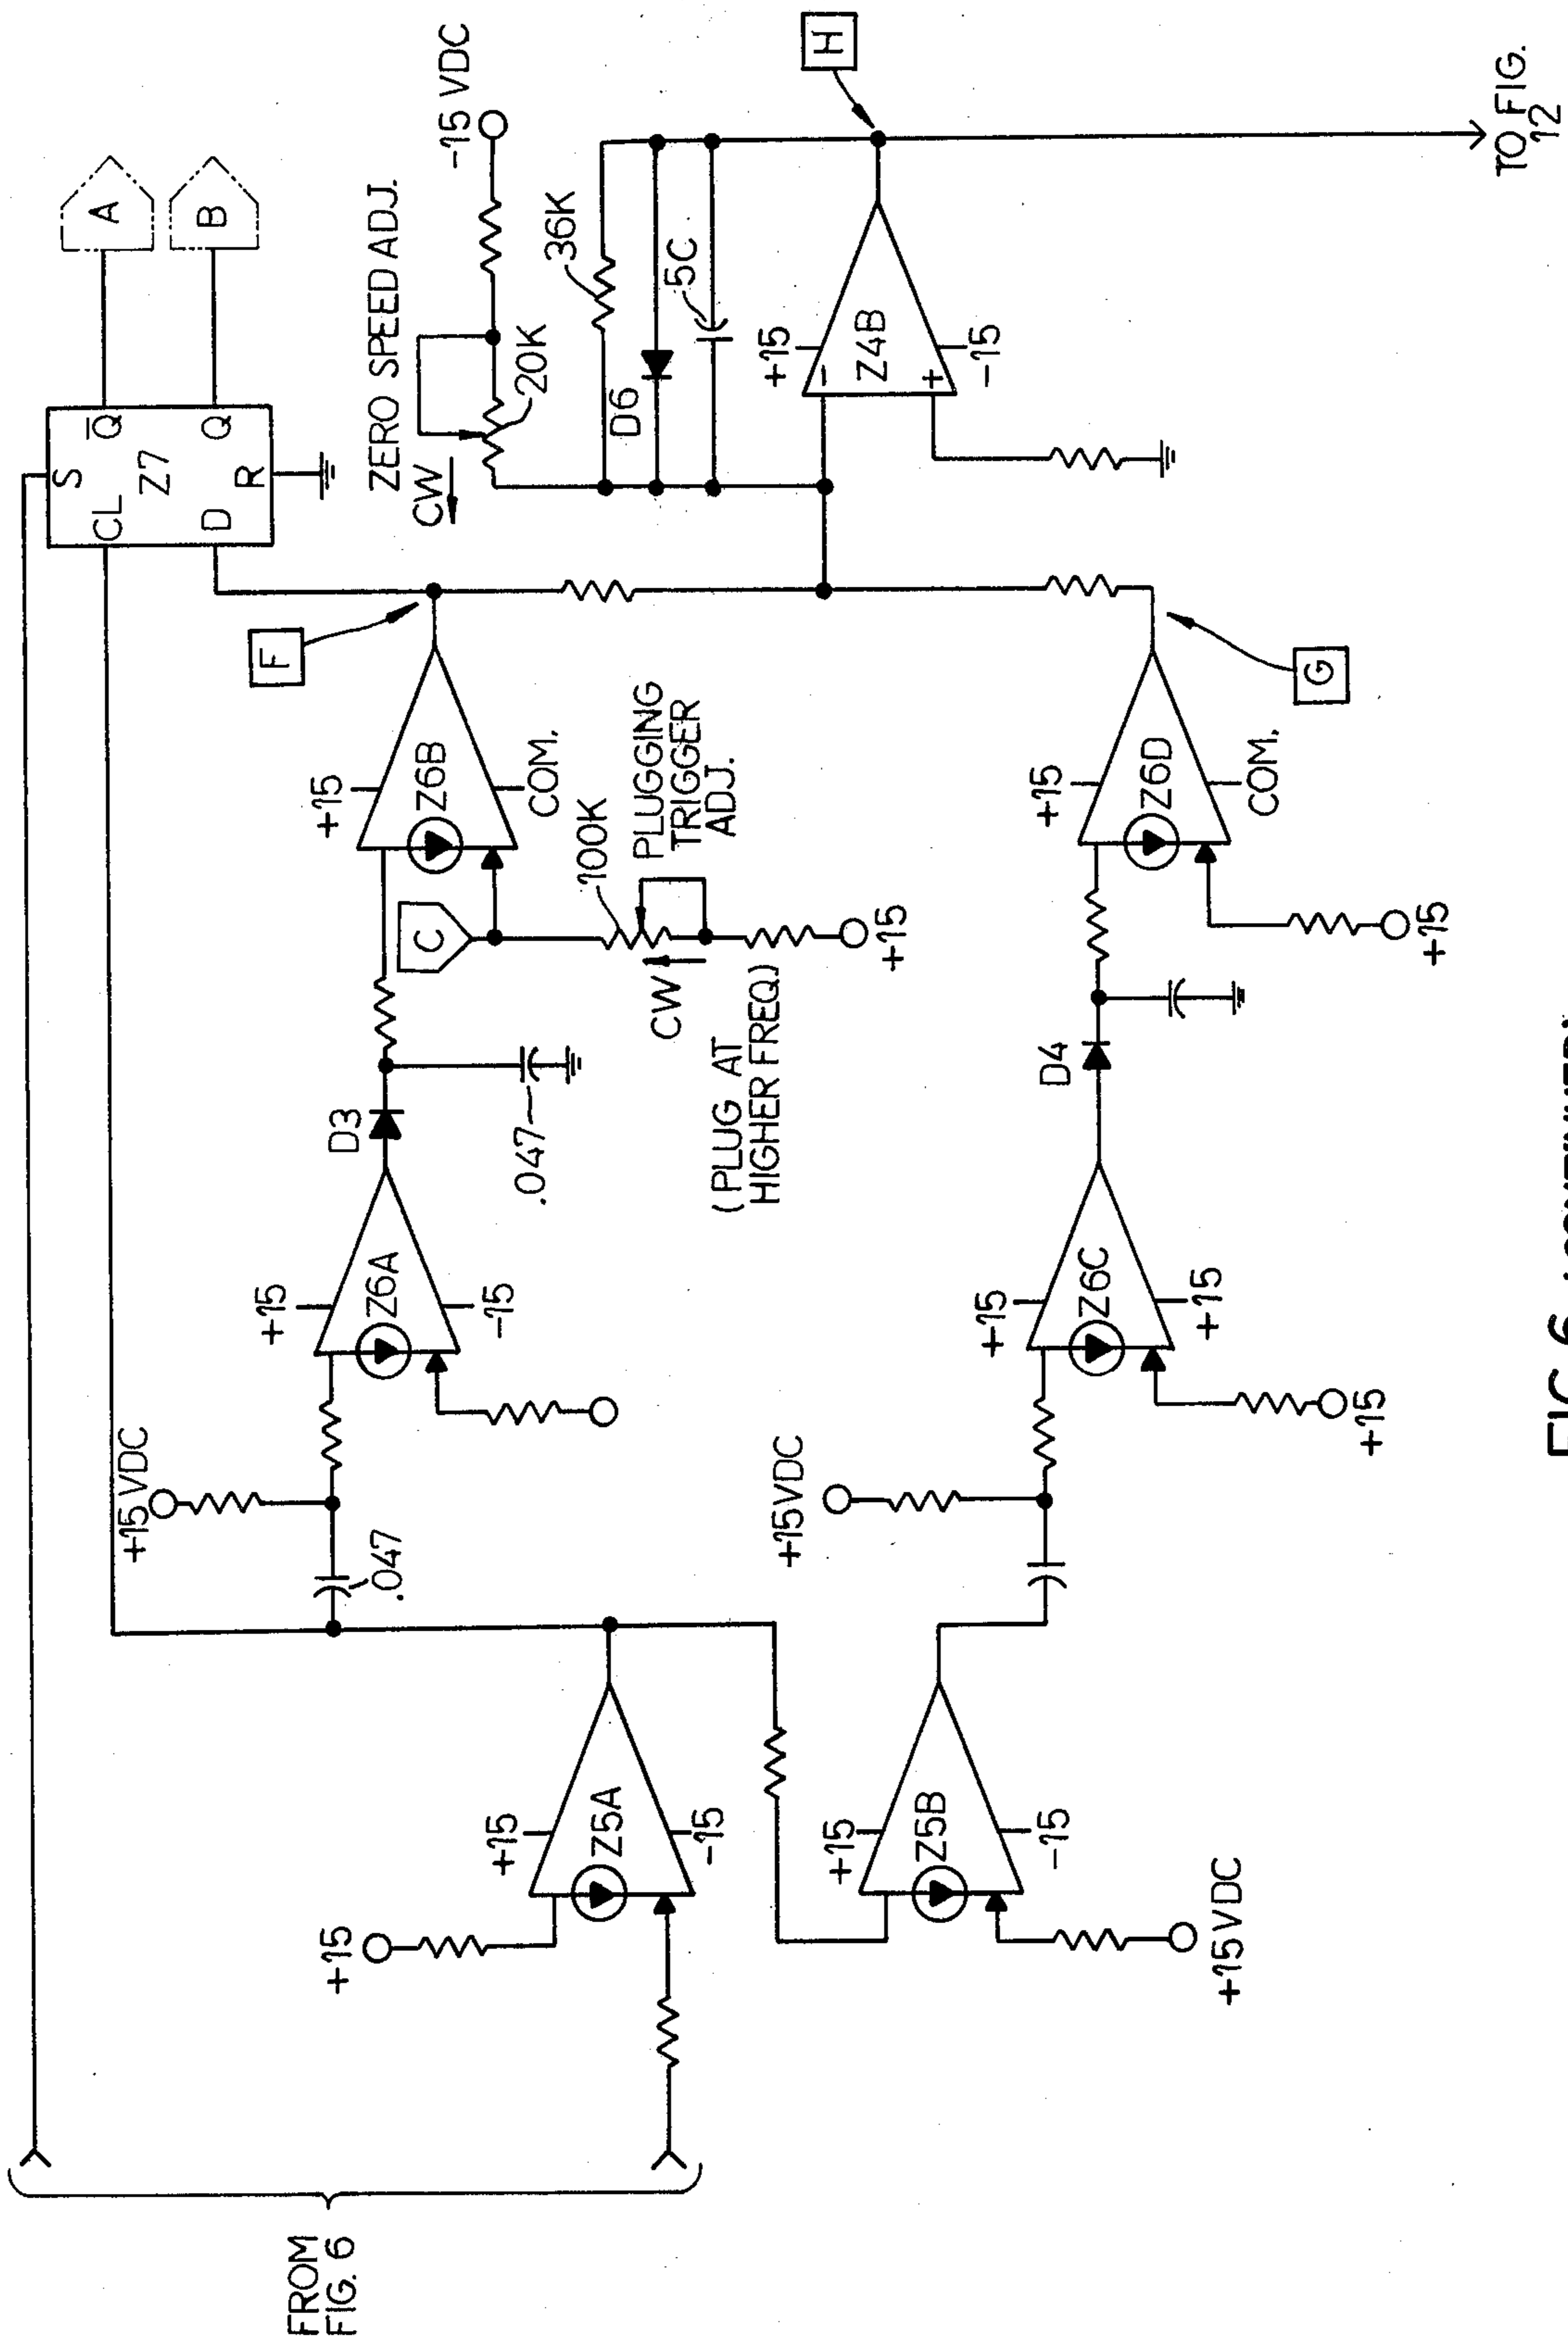 FROM
FIG. 6
+15
+15
Z5A
-15
+15
Z5B
-15
+15VDC
+15 VDC
.047
+15
Z6A
-15
D3
.047
+15VDC
+15
Z6C
+15
+15
D4
+15
Z6B
COM.
C
100K
PLUGGING
TRIGGER
ADJ.
CW
(PLUG AT
HIGHER FREQ.)
+15
+15
Z6D
COM.
+15
F
G
S
CL
Z7
D
R
Q
Q
A
B
ZERO SPEED ADJ.
CW
20K
-15 VDC
36K
D6
5C
+15
-
Z4B
+
-15
H
TO FIG.
12